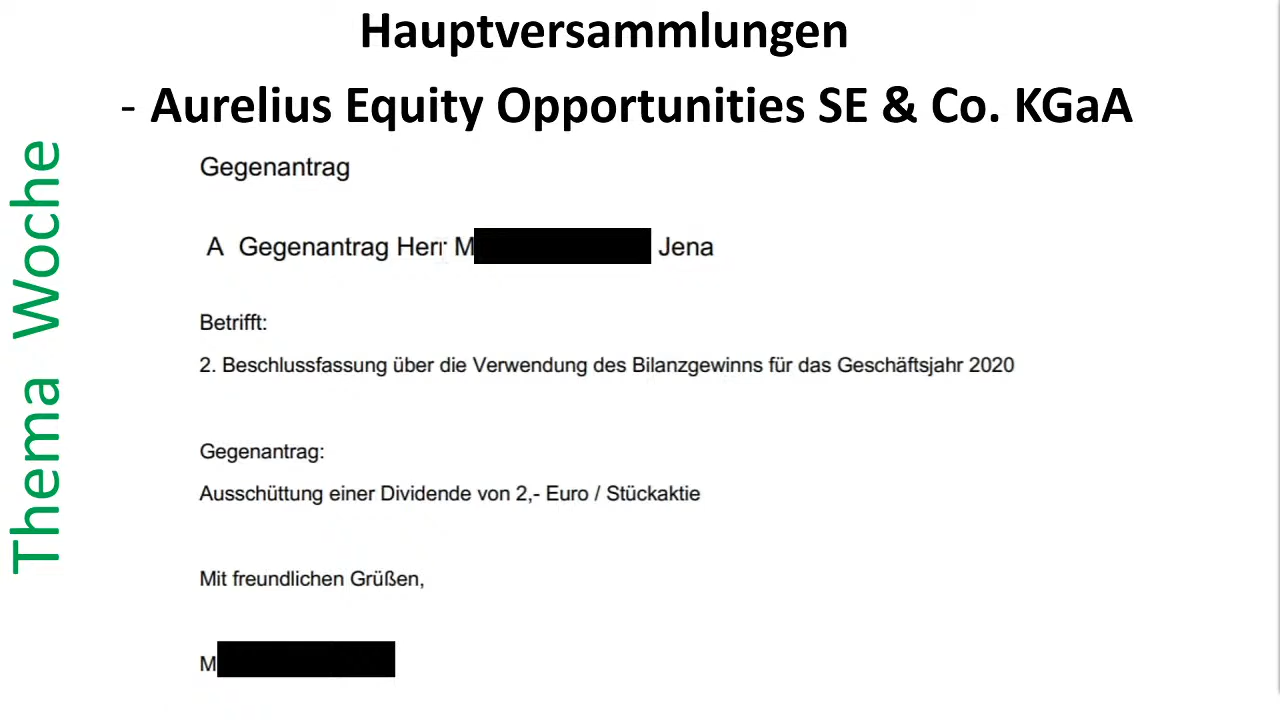 Hauptversammlungen
- Aurelius Equity Opportunities SE & Co. KGaA
Thema Woche
Gegenantrag
A Gegenantrag Herr M Jena
Betrifft:
2. Beschlussfassung über die Verwendung des Bilanzgewinns für das Geschäftsjahr 2020
Gegenantrag:
Ausschüttung einer Dividende von 2,- Euro / Stückaktie
Mit freundlichen Grüßen,
M